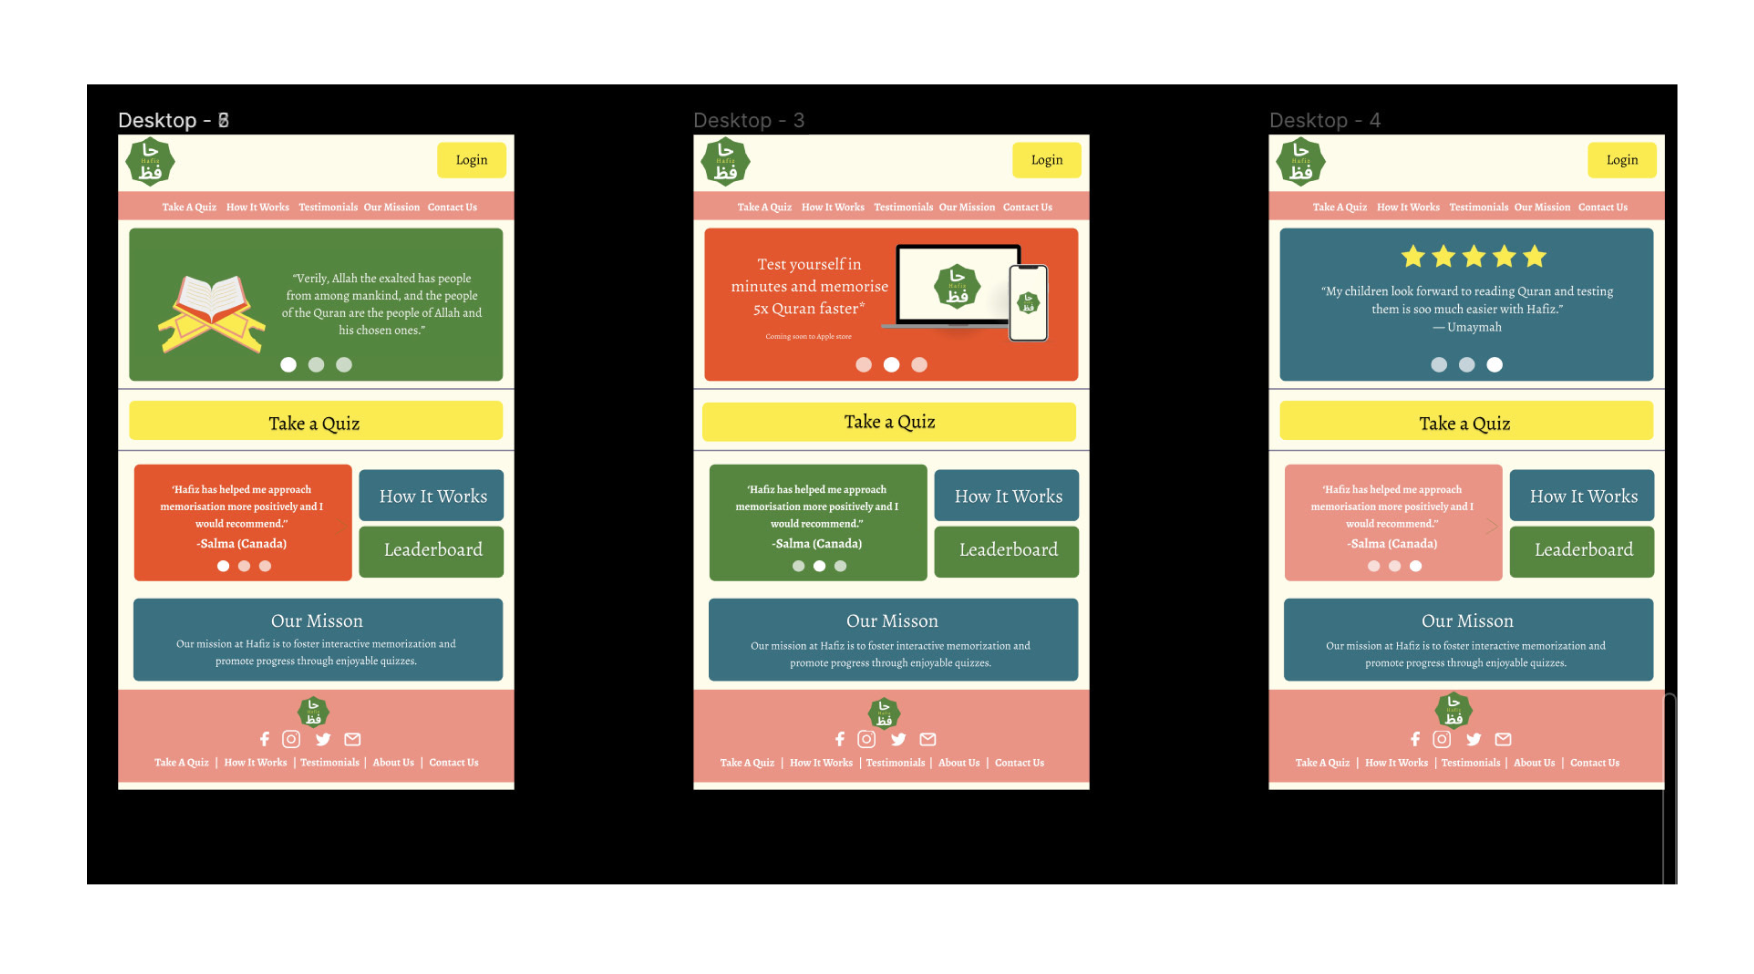 Desktop -
حا
Hafiz
فظ
Login
Take A Quiz How It Works Testimonials Our Mission Contact Us
“Verily, Allah the exalted has people
from among mankind, and the people
of the Quran are the people of Allah and
his chosen ones.”
Take a Quiz
‘Hafiz has helped me approach
memorisation more positively and I
would recommend.”
-Salma (Canada)
How It Works
Leaderboard
Our Misson
Our mission at Hafiz is to foster interactive memorization and
promote progress through enjoyable quizzes.
حا
Hafiz
فظ
Take A Quiz | How It Works | Testimonials | About Us | Contact Us
Desktop - 3
حا
Hafiz
فظ
Login
Take A Quiz How It Works Testimonials Our Mission Contact Us
Test yourself in
minutes and memorise
5x Quran faster*
Coming soon to Apple store
حا
Hafiz
فظ
حا
Hafiz
فظ
Take a Quiz
‘Hafiz has helped me approach
memorisation more positively and I
would recommend.”
-Salma (Canada)
How It Works
Leaderboard
Our Misson
Our mission at Hafiz is to foster interactive memorization and
promote progress through enjoyable quizzes.
حا
Hafiz
فظ
Take A Quiz | How It Works | Testimonials | About Us | Contact Us
Desktop - 4
حا
Hafiz
فظ
Login
Take A Quiz How It Works Testimonials Our Mission Contact Us
“My children look forward to reading Quran and testing
them is soo much easier with Hafiz.”
— Umaymah
Take a Quiz
‘Hafiz has helped me approach
memorisation more positively and I
would recommend.”
-Salma (Canada)
How It Works
Leaderboard
Our Misson
Our mission at Hafiz is to foster interactive memorization and
promote progress through enjoyable quizzes.
حا
Hafiz
فظ
Take A Quiz | How It Works | Testimonials | About Us | Contact Us